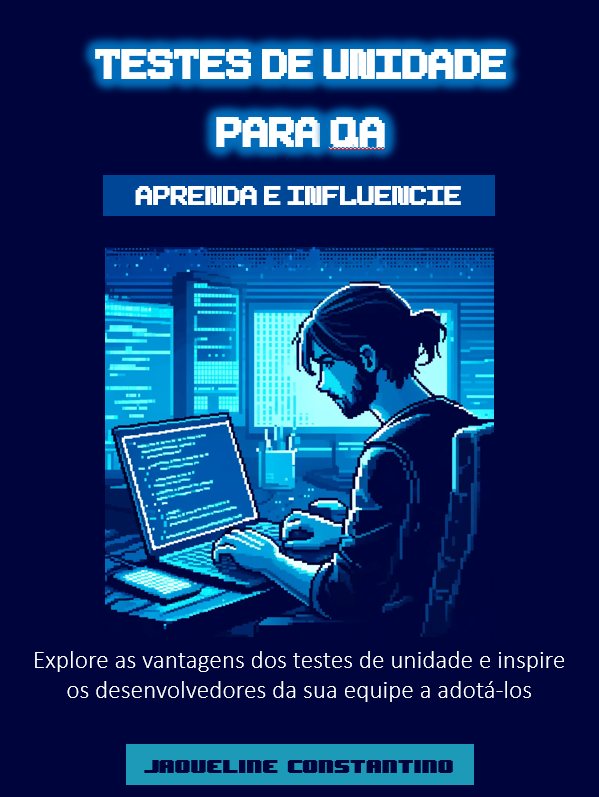 TESTES DE UNIDADE
PARA QA
APRENDA E INFLUENCIE
Explore as vantagens dos testes de unidade e inspire
os desenvolvedores da sua equipe a adotá-los
JAQUELINE CONSTANTINO